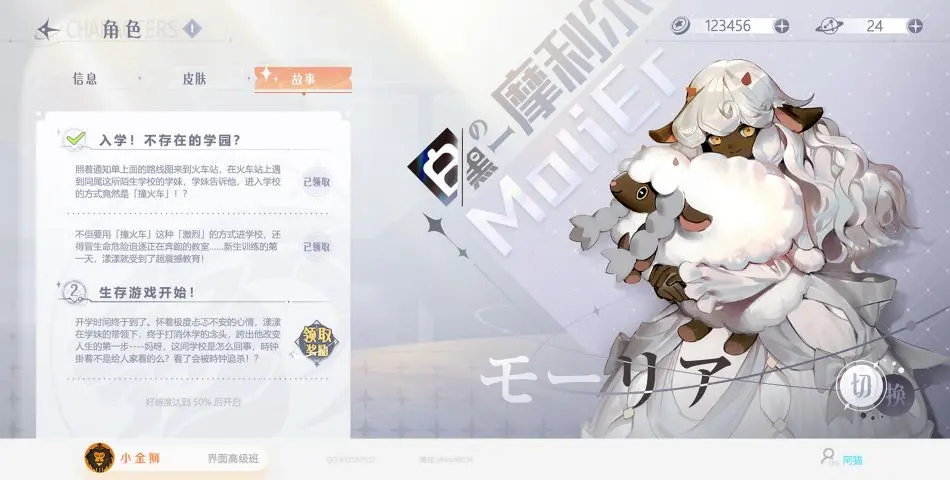 CHARACTERS
角色
!
123456
24
信息
皮肤
故事
入学！不存在的学园？
照着通知单上面的路线图来到火车站，在火车站上遇
到同属这所陌生学校的学妹，学妹告诉他，进入学校
的方式竟然是「撞火车」！？
已领取
不但要用「撞火车」这种「激烈」的方式进学校，还
得冒生命危险追逐正在奔跑的教室......新生训练的第
一天，漾漾就受到了超震撼教育！
已领取
2
生存游戏开始！
开学时间终于到了。怀着极度忐忑不安的心情，漾漾
在学妹的带领下，终于打消休学的念头，跨出他改变
人生的第一步----妈呀，这间学校是怎么回事，時钟
掛着不是给人家看的么？看了会被時钟追杀！？
领取
奖励
好感度达到 50% 后开启
白
の
黑
一摩利尔
MoliEr
モーリア
切
换
小金狮
界面高级班
阿猫